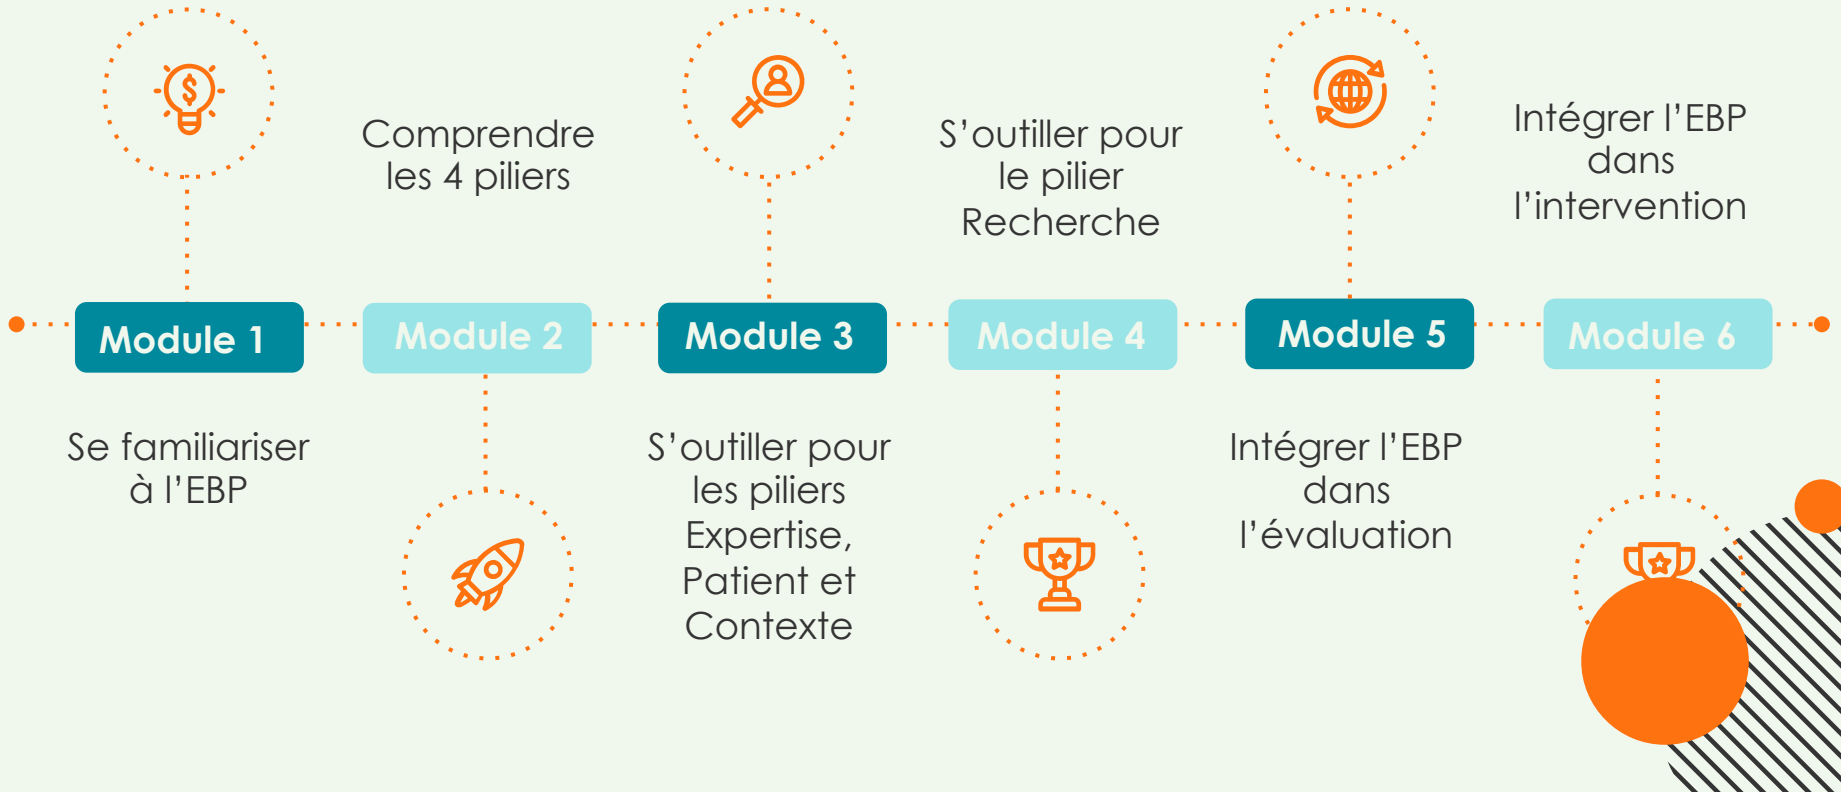 Module 1
Se familiariser
à l'EBP
Comprendre
les 4 piliers
Module 2
Module 3
S'outiller pour
les piliers
Expertise,
Patient et
Contexte
S'outiller pour
le pilier
Recherche
Module 4
Module 5
Intégrer l'EBP
dans
l'évaluation
Intégrer l'EBP
dans
l'intervention
Module 6